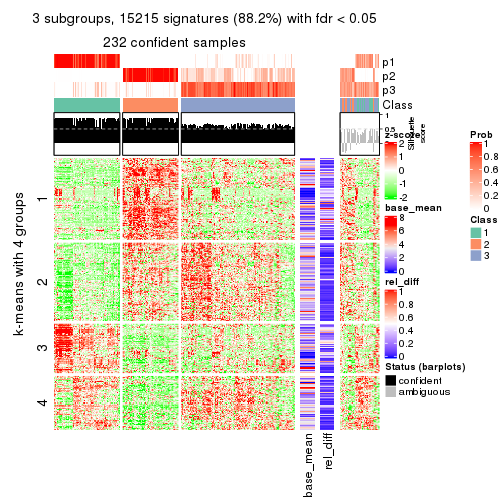 3 subgroups, 15215 signatures (88.2%) with fdr < 0.05
232 confident samples
p1
p2
p3
Class
1
0.5
0
Silhouette
score
k-means with 4 groups
1
2
3
4
base_mean
rel_diff
z-score
2
1
0
-1
-2
base_mean
8
6
4
2
0
rel_diff
1
0.8
0.6
0.4
0.2
0
Status (barplots)
confident
ambiguous
Prob
1
0.8
0.6
0.4
0.2
0
Class
1
2
3